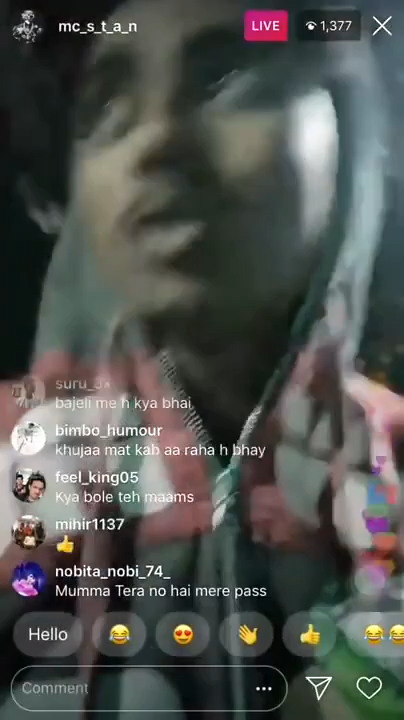 mc_s_t_a_n
LIVE
1,377
bajeli me h kya bhai
bimbo_humour
khujaa mat kab aa raha h bhay
feel_king05
Kya bole teh maams
mihir1137
👍
nobita_nobi_74_
Mumma Tera no hai mere pass
Hello 😂 😍 👋 👍 😂😂
Comment